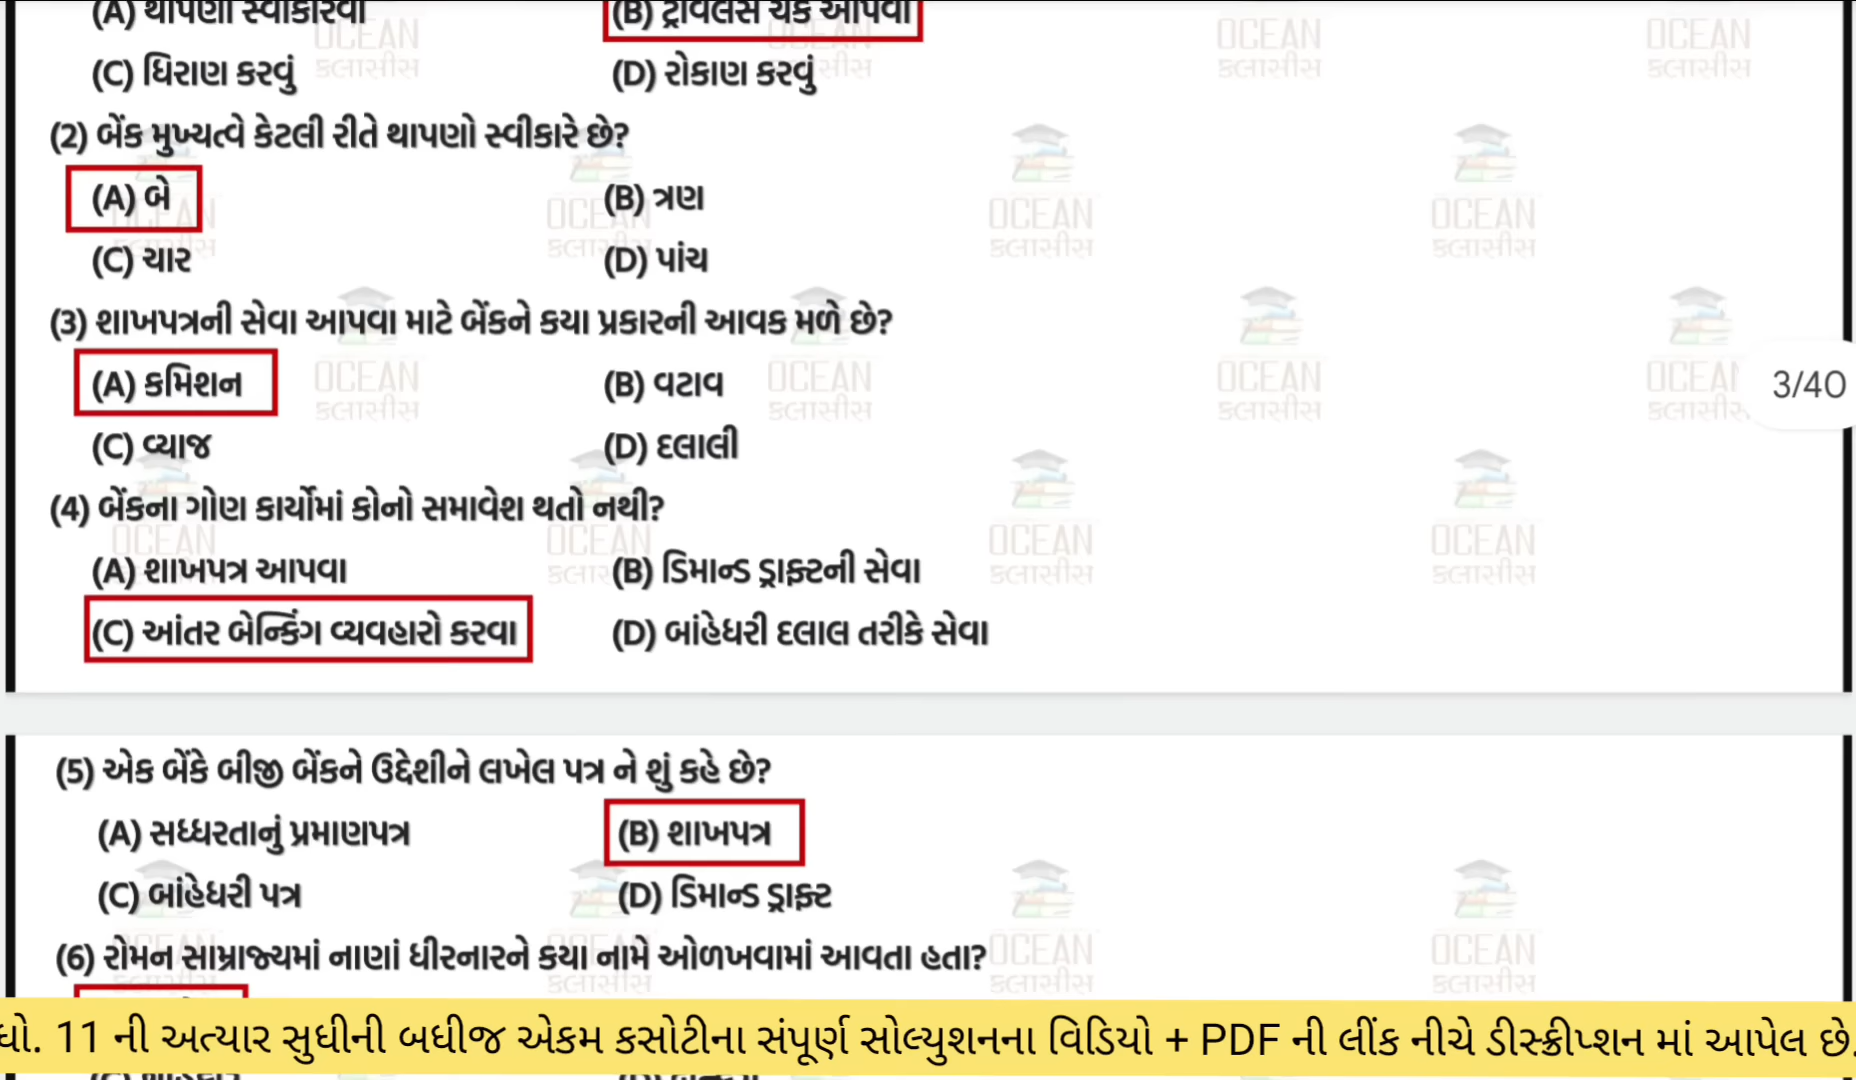 (A) થાપણો સ્વીકારવી (B) ટ્રાવેલર્સ ચેક આપવા
(C) ધિરાણ કરવું (D) રોકાણ કરવું
(2) બેંક મુખ્યત્વે કેટલી રીતે થાપણો સ્વીકારે છે?
(A) બે (B) ત્રણ
(C) ચાર (D) પાંચ
(3) શાખપત્રની સેવા આપવા માટે બેંકને કયા પ્રકારની આવક મળે છે?
(A) કમિશન (B) વટાવ
3/40
(C) વ્યાજ (D) દલાલી
(4) બેંકના ગોણ કાર્યોમાં કોનો સમાવેશ થતો નથી?
(A) શાખપત્ર આપવા (B) ડિમાન્ડ ડ્રાફ્ટની સેવા
(C) આંતર બેન્કિંગ વ્યવહારો કરવા (D) બાંહેધરી દલાલ તરીકે સેવા
(5) એક બેંકે બીજી બેંકને ઉદ્દેશીને લખેલ પત્ર ને શું કહે છે?
(A) સધ્ધરતાનું પ્રમાણપત્ર (B) શાખપત્ર
(C) બાંહેધરી પત્ર (D) ડિમાન્ડ ડ્રાફ્ટ
(6) રોમન સામ્રાજ્યમાં નાણાં ધીરનારને કયા નામે ઓળખવામાં આવતા હતા?
ધો. 11 ની અત્યાર સુધીની બધીજ એકમ કસોટીના સંપૂર્ણ સોલ્યુશનના વિડિયો + PDF ની લીંક નીચે ડીસ્ક્રીપ્શન માં આપેલ છે.